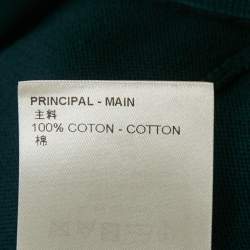 PRINCIPAL - MAIN
主料
100% COTON - COTTON
棉